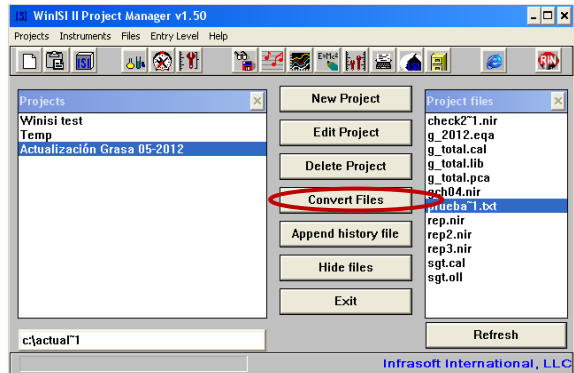 WinISI II Project Manager v1.50
Projects Instruments Files Entry Level Help
Projects
Winisi test
Temp
Actualización Grasa 05-2012
c:\actual~1
New Project
Edit Project
Delete Project
Convert Files
Append history file
Hide files
Exit
Project files
check2~1.nir
g_2012.eqa
g_total.cal
g_total.lib
g_total.pca
gch04.nir
prueba~1.txt
rep.nir
rep2.nir
rep3.nir
sgt.cal
sgt.oll
Refresh
Infrasoft International, LLC